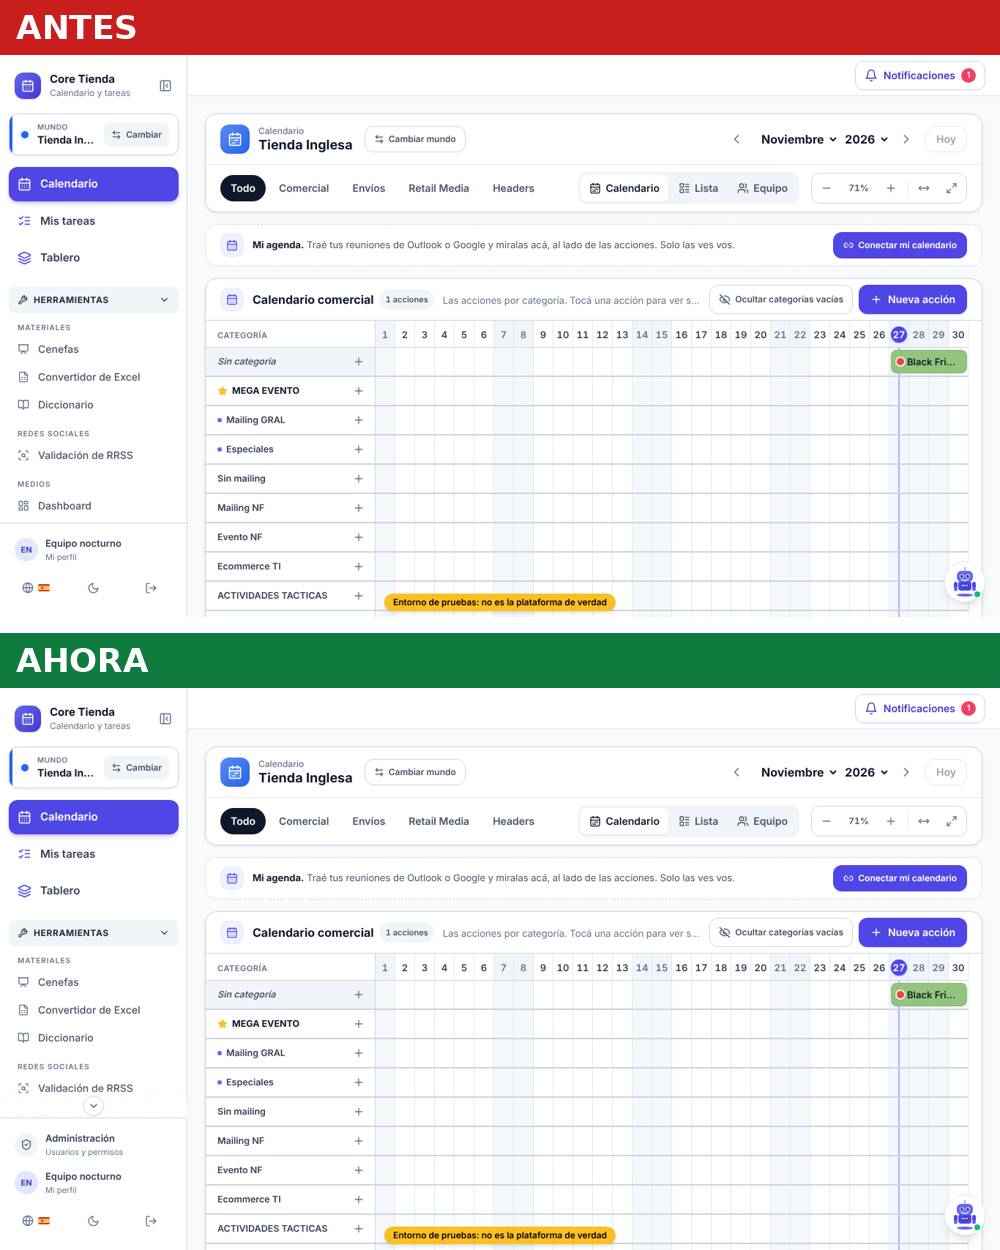 ANTES
Core Tienda
Calendario y tareas
Notificaciones 1
MUNDO
Tienda In...
Cambiar
Calendario
Tienda Inglesa
Cambiar mundo
Noviembre 2026
Hoy
Calendario
Mis tareas
Tablero
Todo Comercial Envíos Retail Media Headers
Calendario Lista Equipo
71%
Mi agenda. Traé tus reuniones de Outlook o Google y miralas acá, al lado de las acciones. Solo las ves vos.
Conectar mi calendario
HERRAMIENTAS
MATERIALES
Cenefas
Convertidor de Excel
Diccionario
REDES SOCIALES
Validación de RRSS
MEDIOS
Dashboard
EN
Equipo nocturno
Mi perfil
Calendario comercial 1 acciones Las acciones por categoría. Tocá una acción para ver s...
Ocultar categorías vacías
+ Nueva acción
CATEGORÍA 1 2 3 4 5 6 7 8 9 10 11 12 13 14 15 16 17 18 19 20 21 22 23 24 25 26 27 28 29 30
Sin categoría +
Black Fri...
MEGA EVENTO +
Mailing GRAL +
Especiales +
Sin mailing +
Mailing NF +
Evento NF +
Ecommerce TI +
ACTIVIDADES TACTICAS +
Entorno de pruebas: no es la plataforma de verdad
AHORA
Core Tienda
Calendario y tareas
Notificaciones 1
MUNDO
Tienda In...
Cambiar
Calendario
Tienda Inglesa
Cambiar mundo
Noviembre 2026
Hoy
Calendario
Mis tareas
Tablero
Todo Comercial Envíos Retail Media Headers
Calendario Lista Equipo
71%
Mi agenda. Traé tus reuniones de Outlook o Google y miralas acá, al lado de las acciones. Solo las ves vos.
Conectar mi calendario
HERRAMIENTAS
MATERIALES
Cenefas
Convertidor de Excel
Diccionario
REDES SOCIALES
Validación de RRSS
Administración
Usuarios y permisos
EN
Equipo nocturno
Mi perfil
Calendario comercial 1 acciones Las acciones por categoría. Tocá una acción para ver s...
Ocultar categorías vacías
+ Nueva acción
CATEGORÍA 1 2 3 4 5 6 7 8 9 10 11 12 13 14 15 16 17 18 19 20 21 22 23 24 25 26 27 28 29 30
Sin categoría +
Black Fri...
MEGA EVENTO +
Mailing GRAL +
Especiales +
Sin mailing +
Mailing NF +
Evento NF +
Ecommerce TI +
ACTIVIDADES TACTICAS +
Entorno de pruebas: no es la plataforma de verdad